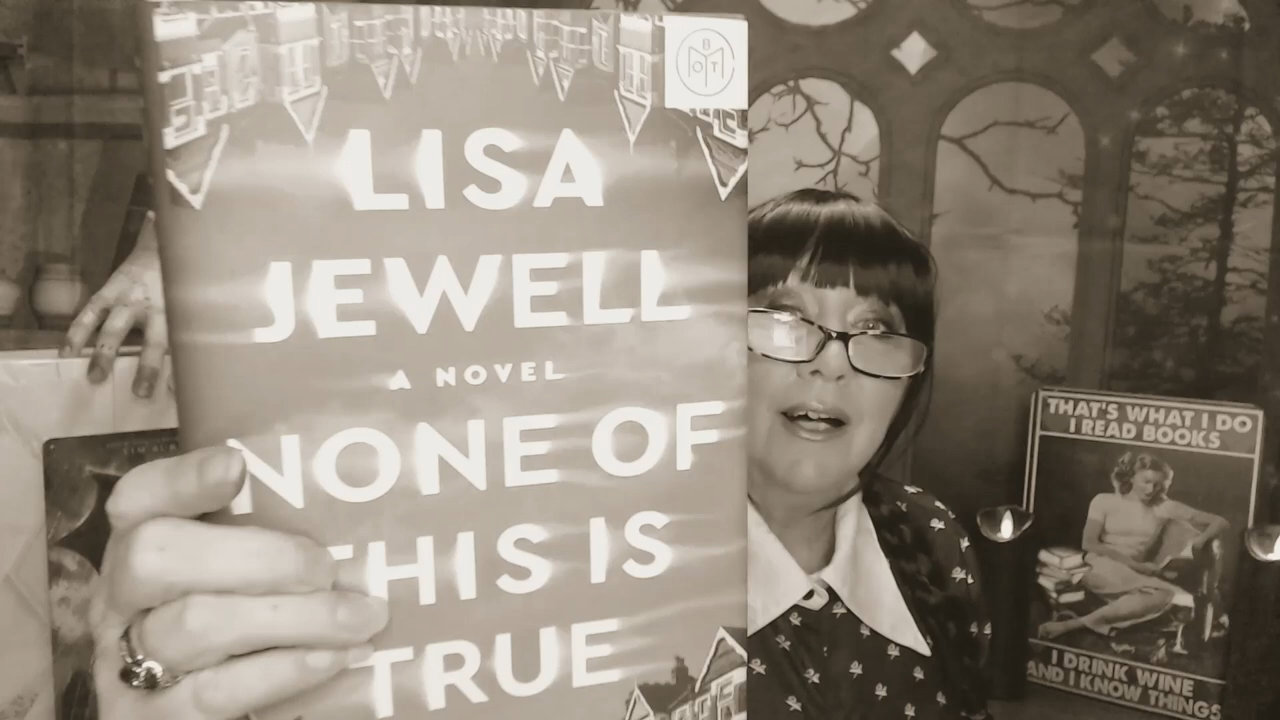 BOTM
LISA
JEWELL
A NOVEL
NONE OF
THIS IS
TRUE
THAT'S WHAT I DO
I READ BOOKS
I DRINK WINE
AND I KNOW THINGS